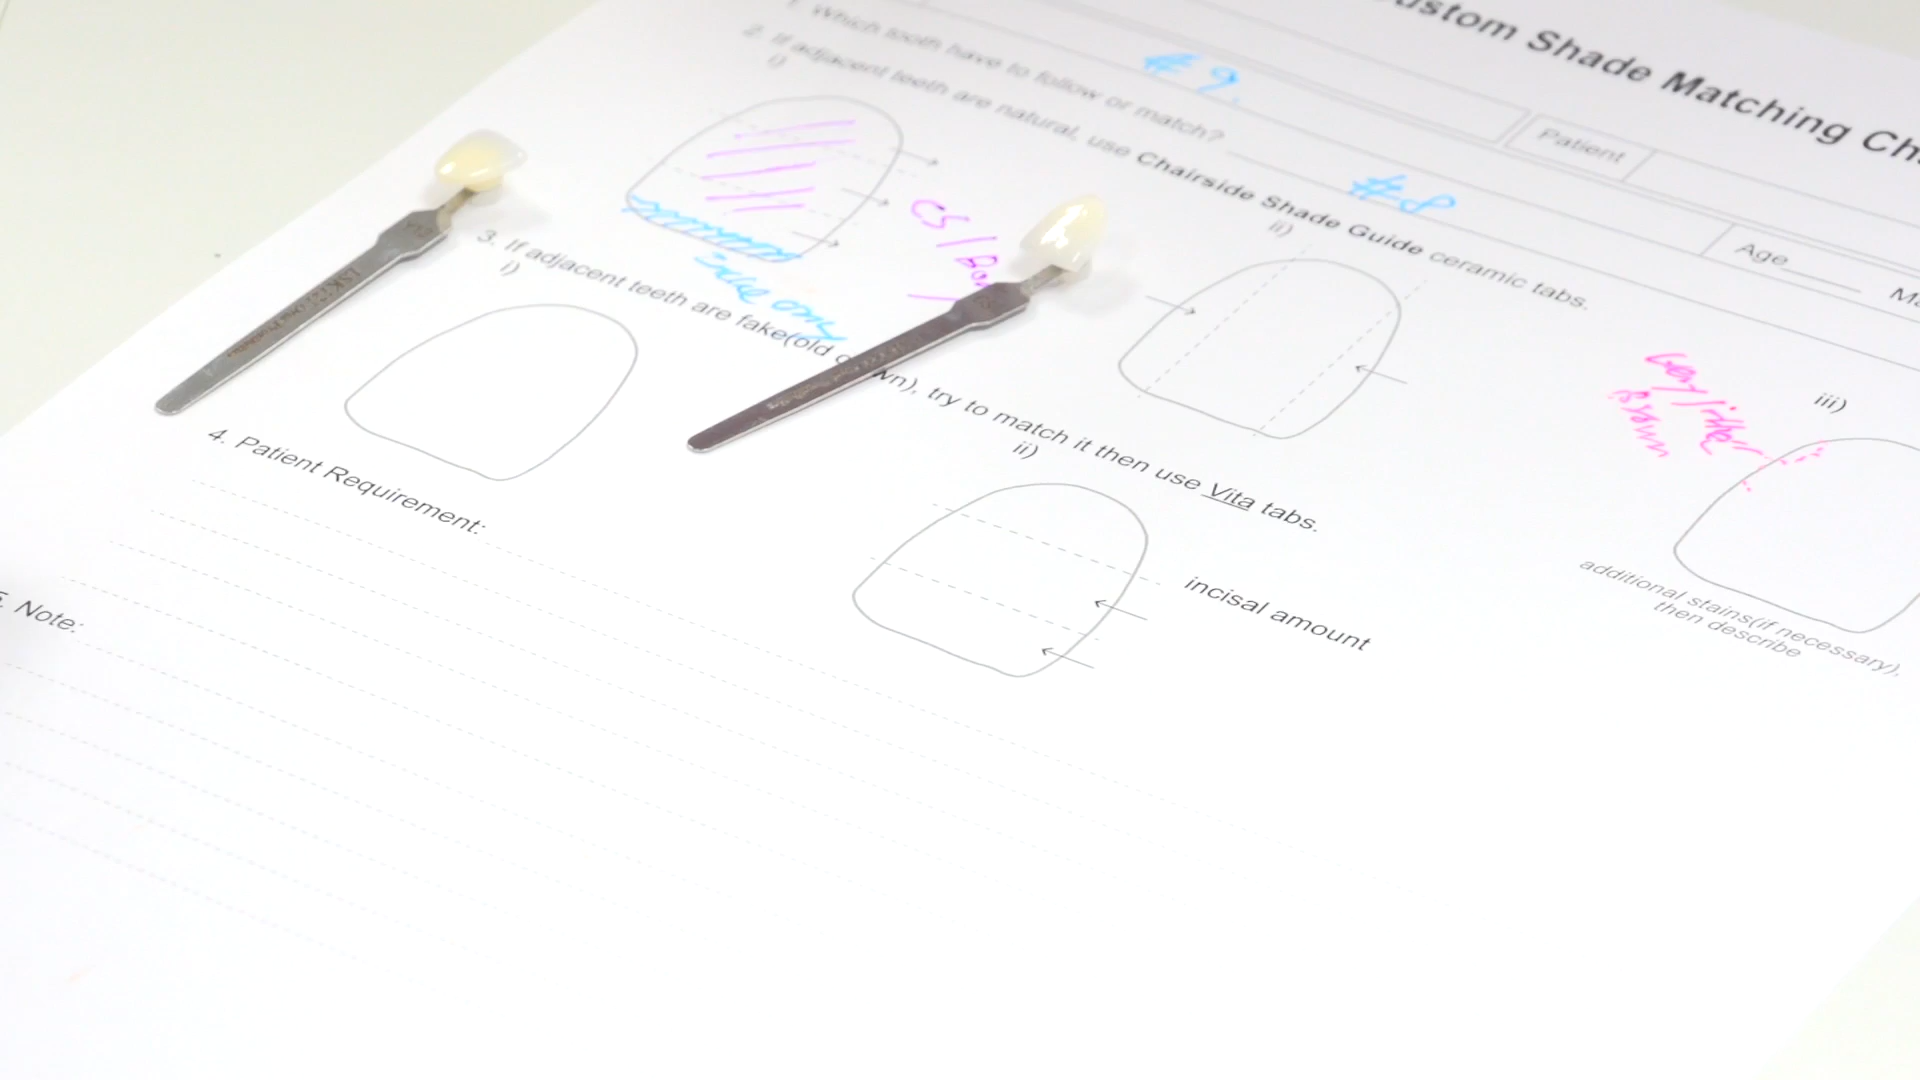 ustom Shade Matching Ch
Patient
Age
Ma
1. Which tooth have to follow or match?
# 9.
# 8
2. If adjacent teeth are natural, use Chairside Shade Guide ceramic tabs.
i)
ii)
iii)
CS /
3. If adjacent teeth are fake(old wn), try to match it then use Vita tabs.
i)
ii)
incisal amount
additional stains(if necessary),
then describe
4. Patient Requirement:
5. Note: